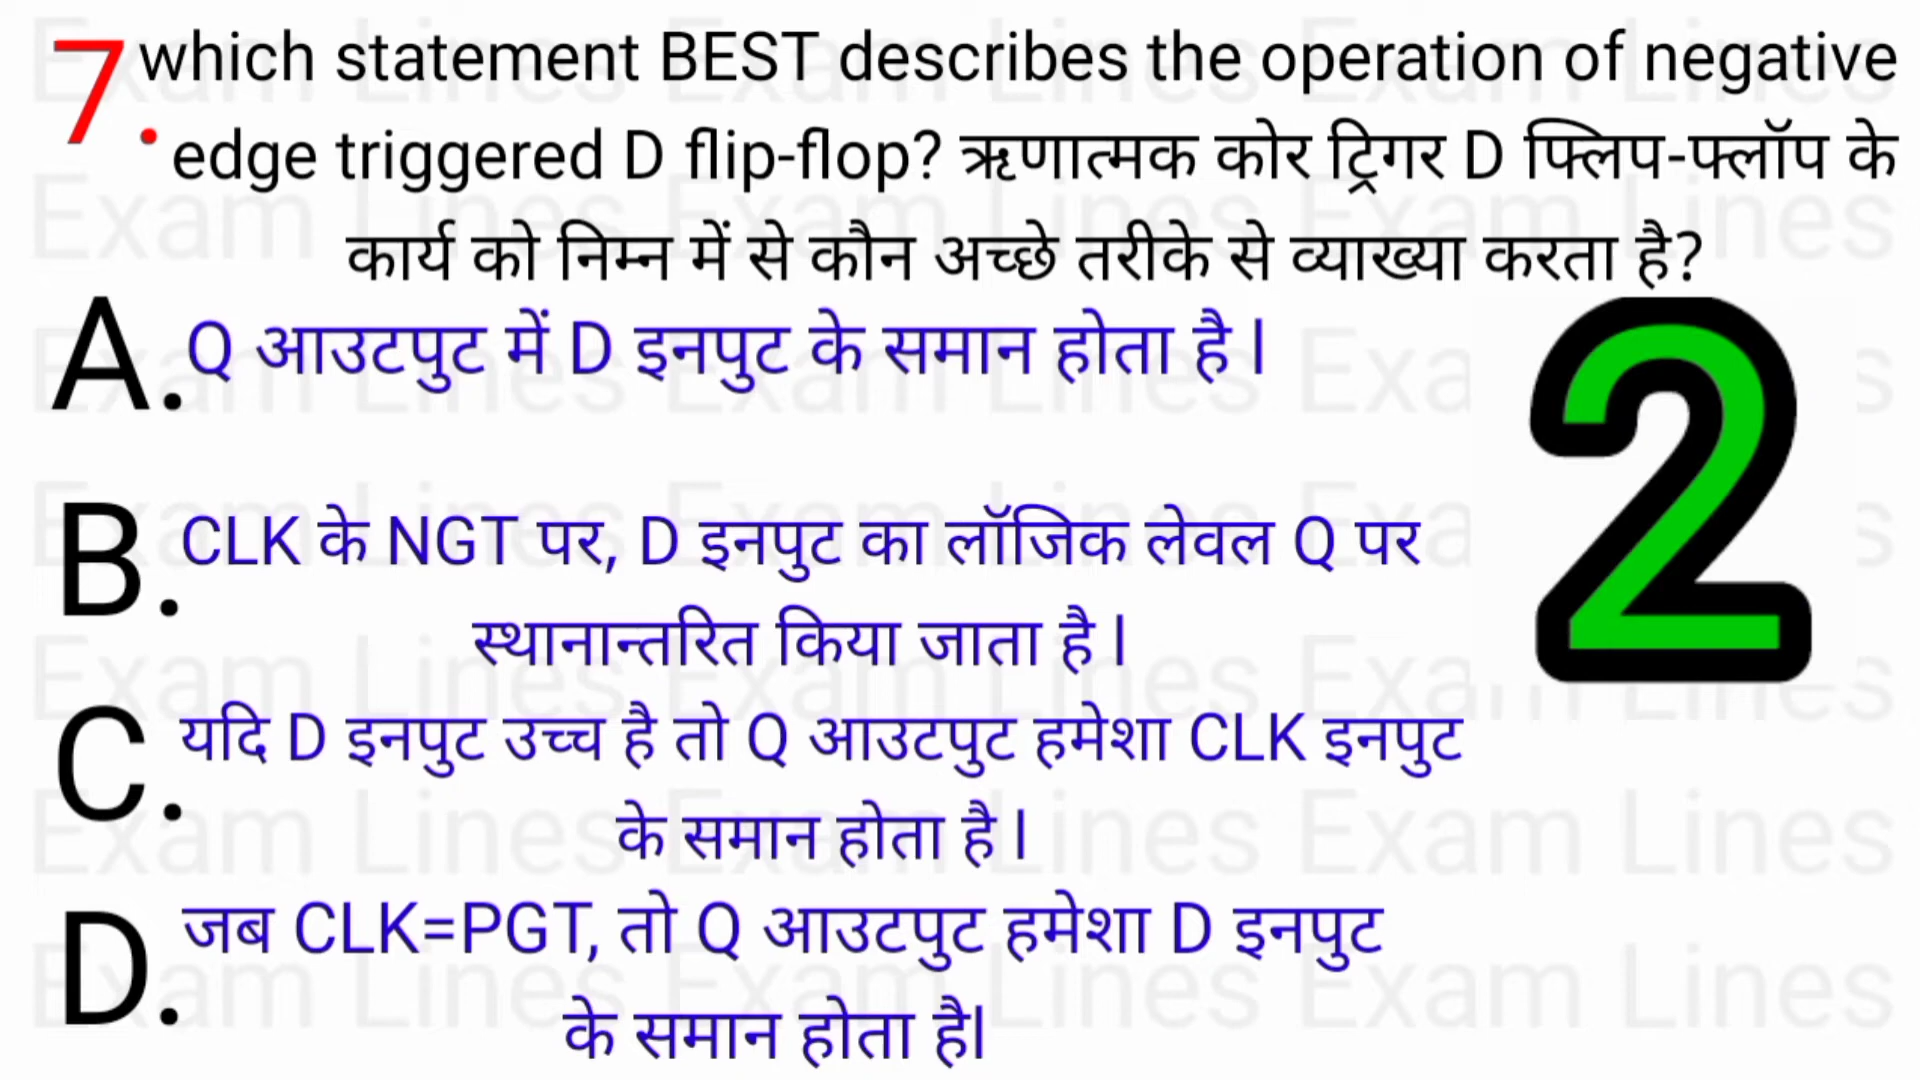 7. which statement BEST describes the operation of negative
edge triggered D flip-flop? ऋणात्मक कोर ट्रिगर D फ्लिप-फ्लॉप के
कार्य को निम्न में से कौन अच्छे तरीके से व्याख्या करता है?
A. Q आउटपुट में D इनपुट के समान होता है l
B. CLK के NGT पर, D इनपुट का लॉजिक लेवल Q पर
स्थानान्तरित किया जाता है l
C. यदि D इनपुट उच्च है तो Q आउटपुट हमेशा CLK इनपुट
के समान होता है l
D. जब CLK=PGT, तो Q आउटपुट हमेशा D इनपुट
के समान होता हैl
2